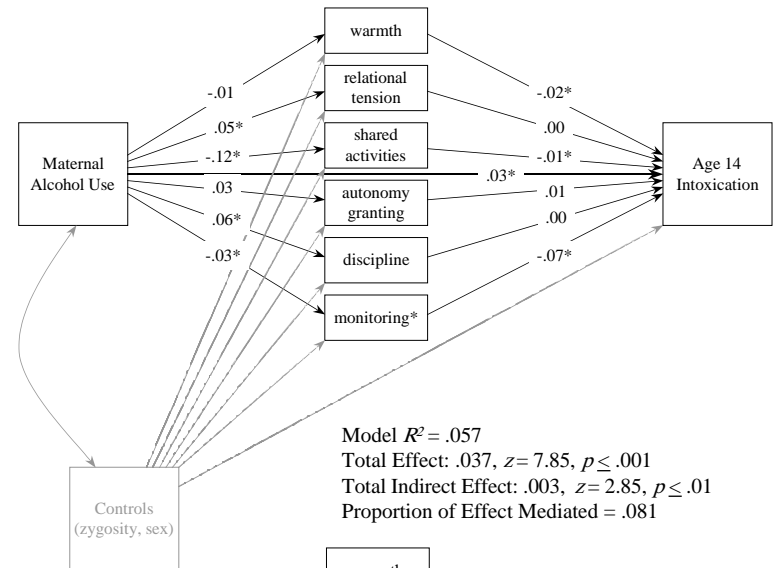 warmth
relational
tension
shared
activities
autonomy
granting
discipline
monitoring*
Maternal
Alcohol Use
Age 14
Intoxication
-.01
.05*
-.12*
.03
.06*
-.03*
.03*
-.02*
.00
-.01*
.01
.00
-.07*
Controls
(zygosity, sex)
Model R² = .057
Total Effect: .037, z = 7.85, p ≤ .001
Total Indirect Effect: .003, z = 2.85, p ≤ .01
Proportion of Effect Mediated = .081